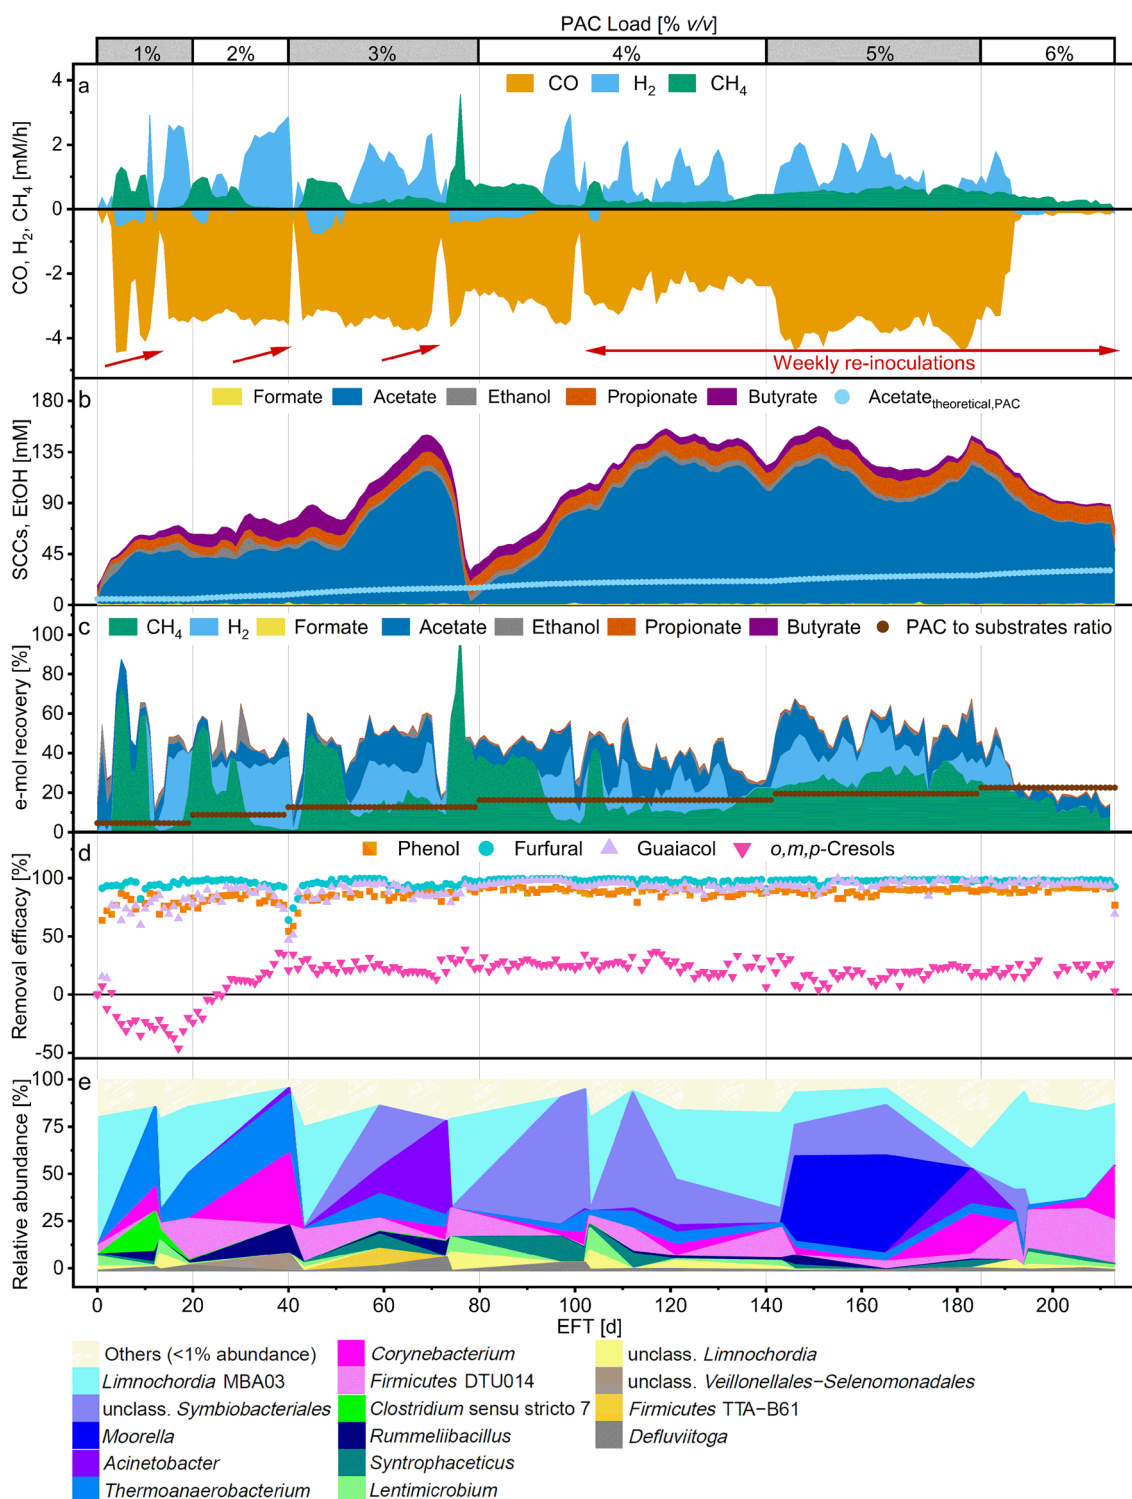 PAC Load [% v/v]
1% 2% 3% 4% 5% 6%
a CO H2 CH4
4
2
0
-2
-4
CO, H2, CH4 [mM/h]
Weekly re-inoculations
b Formate Acetate Ethanol Propionate Butyrate Acetatetheoretical,PAC
180
135
90
45
0
SCCs, EtOH [mM]
c CH4 H2 Formate Acetate Ethanol Propionate Butyrate PAC to substrates ratio
100
80
60
40
20
0
e-mol recovery [%]
d Phenol Furfural Guaiacol o,m,p-Cresols
100
50
0
-50
Removal efficacy [%]
e
100
75
50
25
0
Relative abundance [%]
0 20 40 60 80 100 120 140 160 180 200
EFT [d]
Others (<1% abundance)
Limnochordia MBA03
unclass. Symbiobacteriales
Moorella
Acinetobacter
Thermoanaerobacterium
Corynebacterium
Firmicutes DTU014
Clostridium sensu stricto 7
Rummeliibacillus
Syntrophaceticus
Lentimicrobium
unclass. Limnochordia
unclass. Veillonellales−Selenomonadales
Firmicutes TTA−B61
Defluviitoga